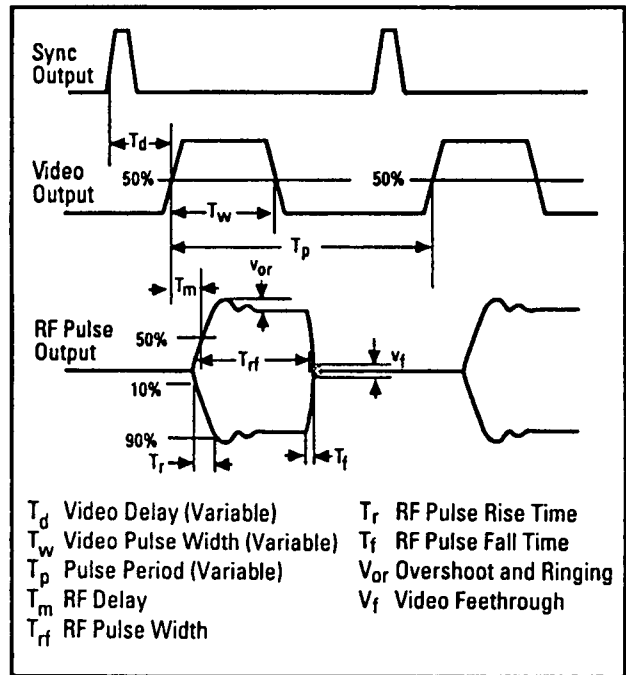 Sync
Output
Td
Video
Output
50%
50%
Tw
Tp
Vor
Tm
RF Pulse
Output
50%
Trf
Vf
10%
90%
Tr
Tf
Td Video Delay (Variable)
Tw Video Pulse Width (Variable)
Tp Pulse Period (Variable)
Tm RF Delay
Trf RF Pulse Width
Tr RF Pulse Rise Time
Tf RF Pulse Fall Time
Vor Overshoot and Ringing
Vf Video Feethrough